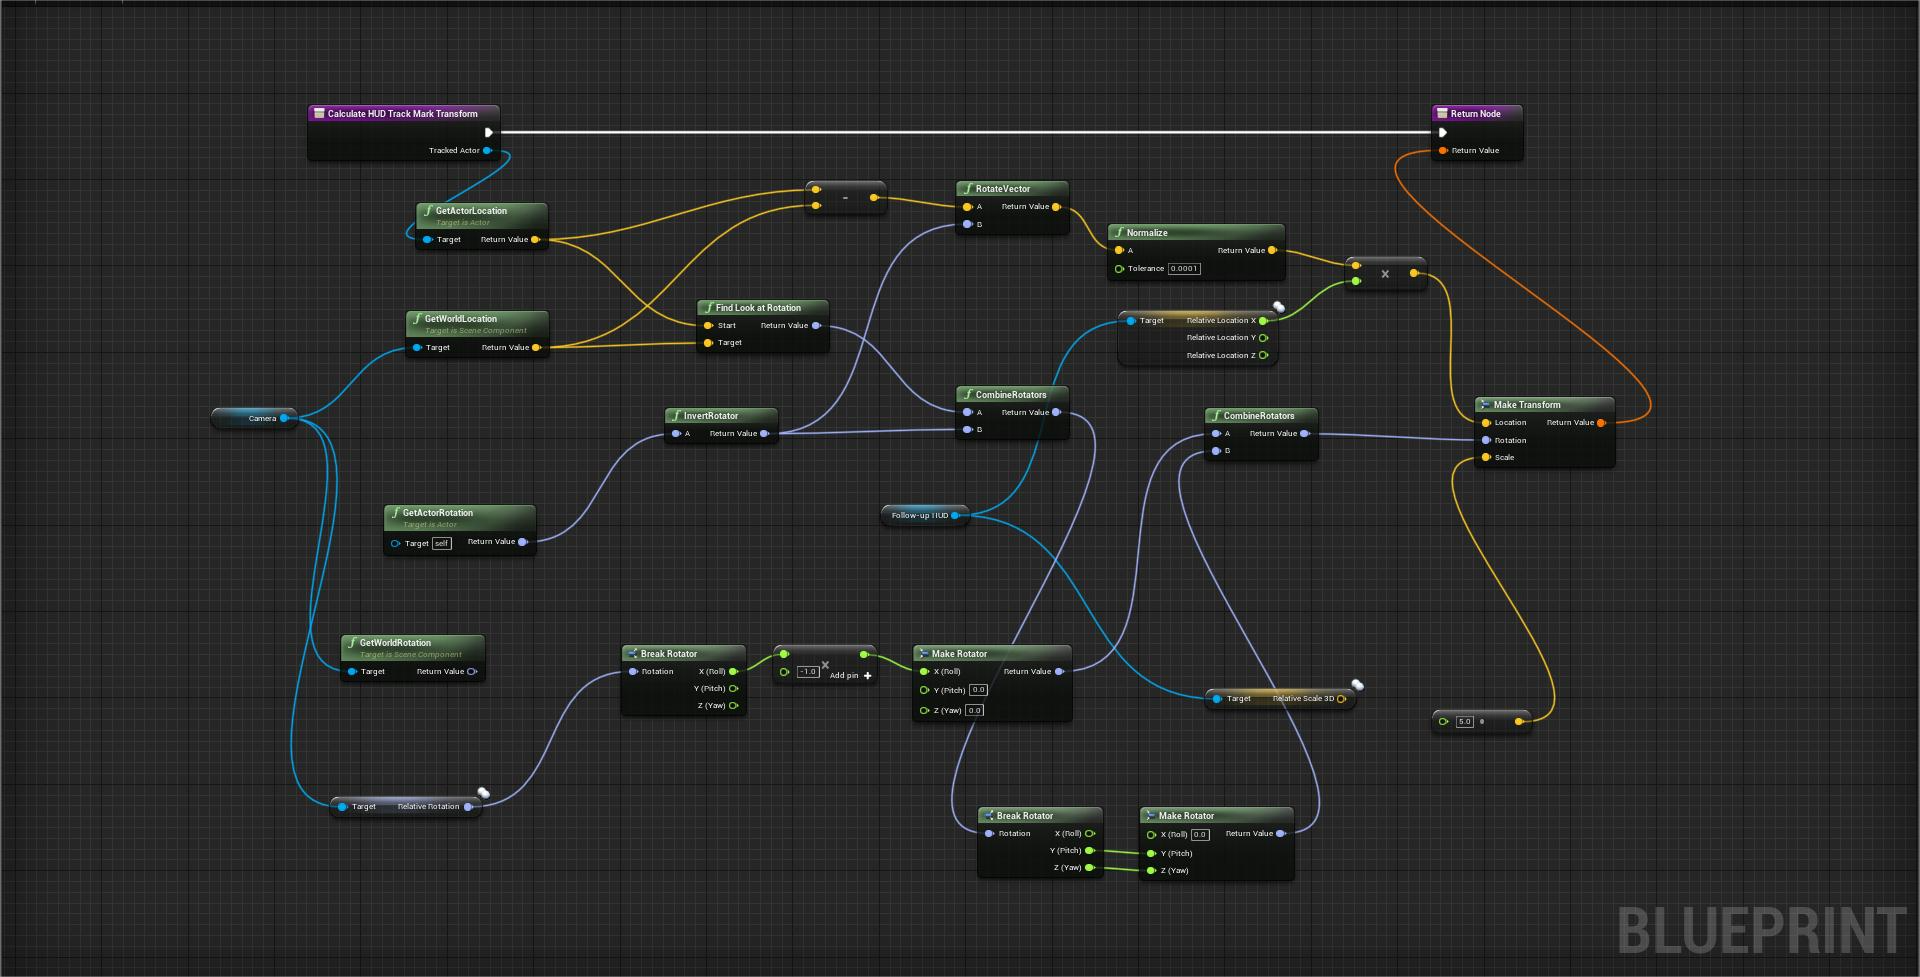 Calculate HUD Track Mark Transform
Tracked Actor
Return Node
Return Value
GetActorLocation
Target is Actor
Target Return Value
-
RotateVector
A Return Value
B
Normalize
A Return Value
Tolerance 0.0001
×
GetWorldLocation
Target is Scene Component
Target Return Value
Find Look at Rotation
Start Return Value
Target
Target Relative Location X
Relative Location Y
Relative Location Z
Camera
InvertRotator
A Return Value
CombineRotators
A Return Value
B
CombineRotators
A Return Value
B
Make Transform
Location Return Value
Rotation
Scale
GetActorRotation
Target is Actor
Target self Return Value
Follow-up HUD
GetWorldRotation
Target is Scene Component
Target Return Value
Break Rotator
Rotation X (Roll)
Y (Pitch)
Z (Yaw)
-1.0 × Add pin +
Make Rotator
X (Roll) Return Value
Y (Pitch) 0.0
Z (Yaw) 0.0
Target Relative Scale 3D
5.0
Target Relative Rotation
Break Rotator
Rotation X (Roll)
Y (Pitch)
Z (Yaw)
Make Rotator
X (Roll) 0.0 Return Value
Y (Pitch)
Z (Yaw)
BLUEPRINT